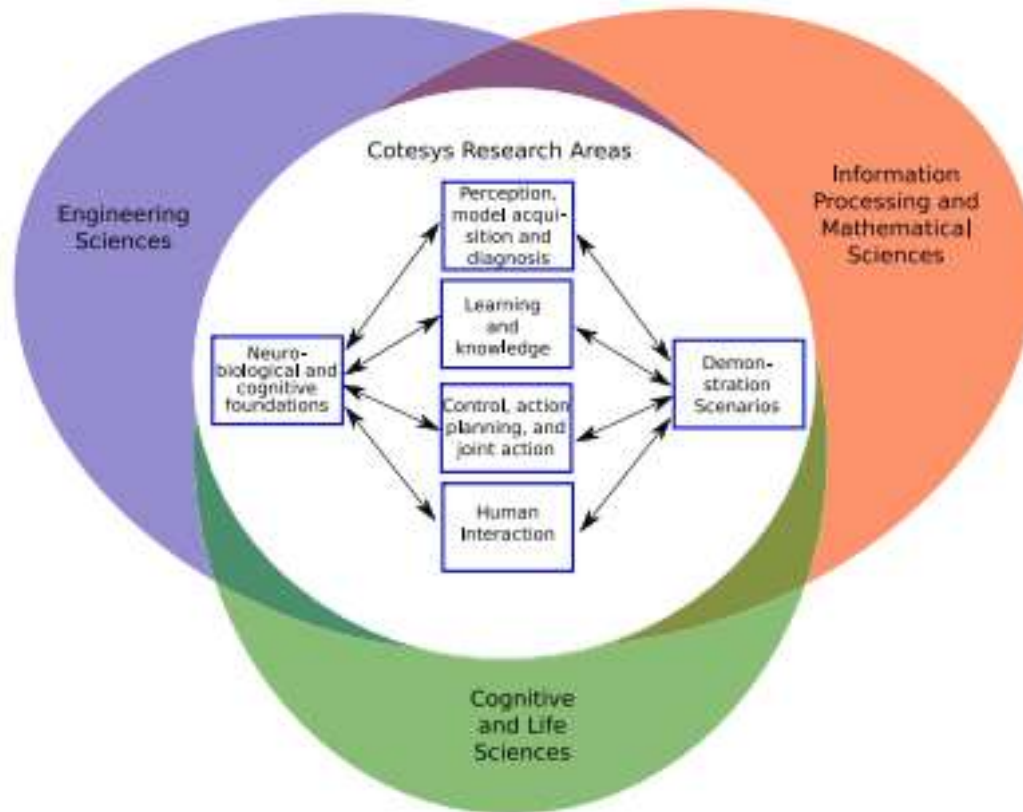 Cotesys Research Areas
Engineering
Sciences
Information
Processing and
Mathematical
Sciences
Perception,
model acqui-
sition and
diagnosis
Learning
and
knowledge
Neuro-
biological and
cognitive
foundations
Demon-
stration
Scenarios
Control, action
planning, and
joint action
Human
Interaction
Cognitive
and Life
Sciences